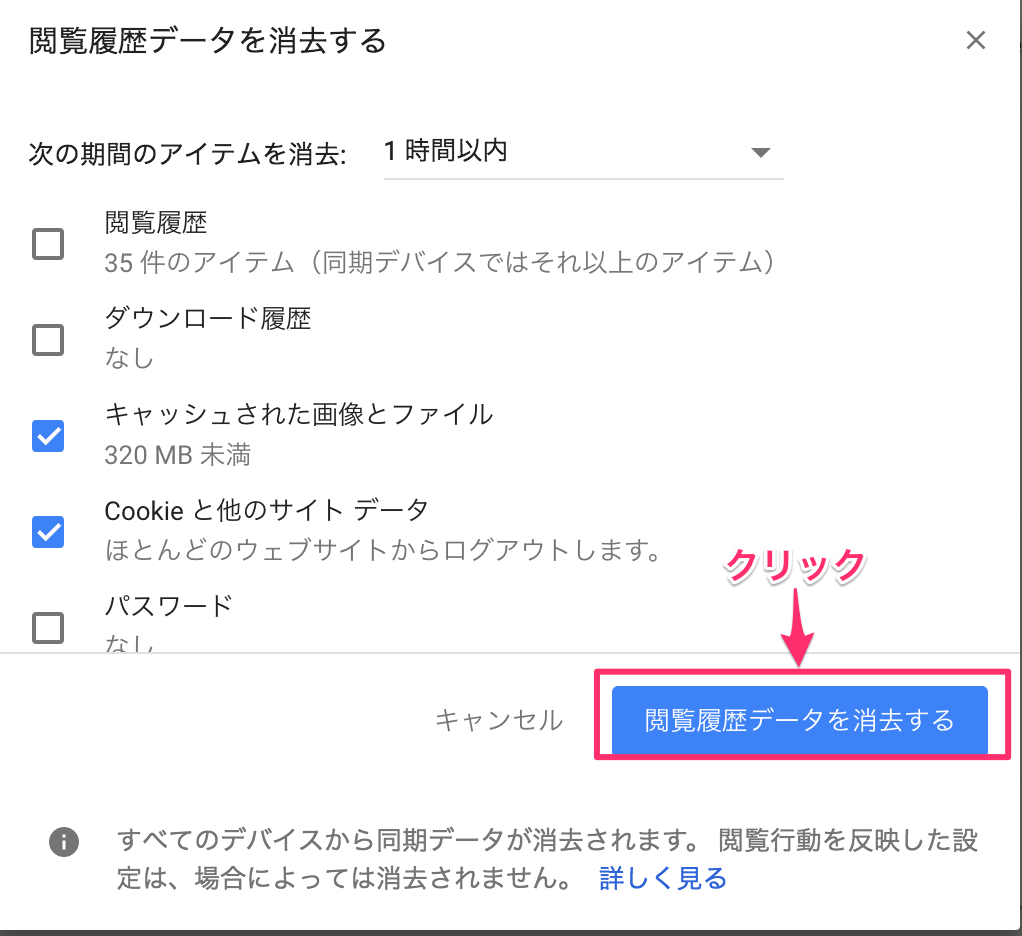 閲覧履歴データを消去する
次の期間のアイテムを消去:
1 時間以内
閲覧履歴
35 件のアイテム（同期デバイスではそれ以上のアイテム）
ダウンロード履歴
なし
キャッシュされた画像とファイル
320 MB 未満
Cookie と他のサイト データ
ほとんどのウェブサイトからログアウトします。
パスワード
なし
クリック
キャンセル
閲覧履歴データを消去する
すべてのデバイスから同期データが消去されます。 閲覧行動を反映した設
定は、場合によっては消去されません。 詳しく見る